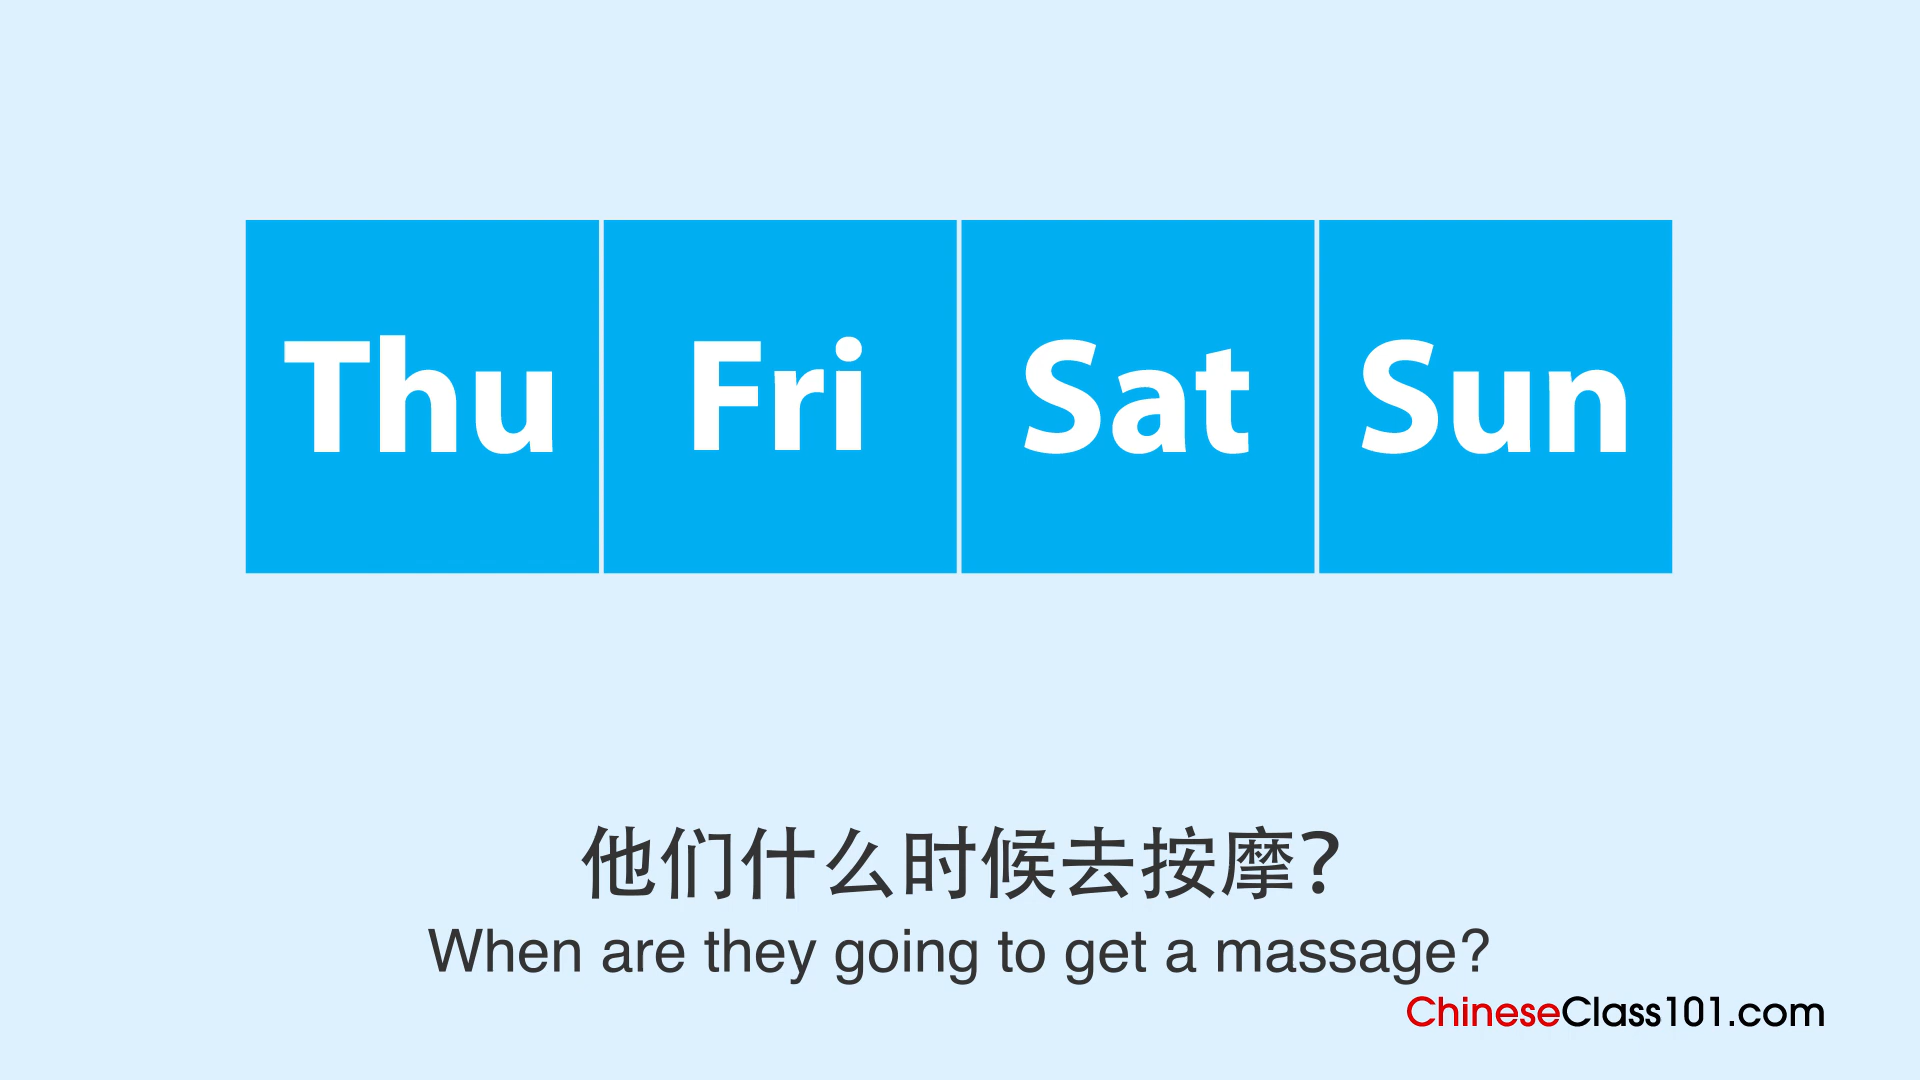 Thu Fri Sat Sun
他们什么时候去按摩?
When are they going to get a massage?
ChineseClass101.com